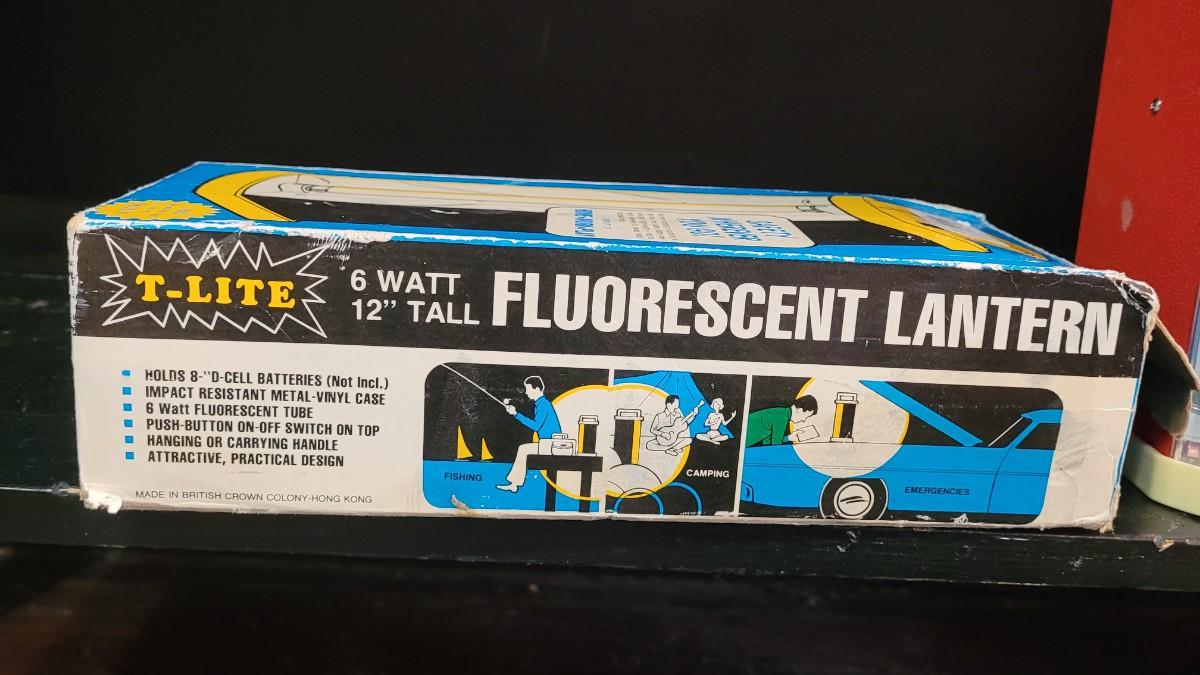 T-LITE
6 WATT
12” TALL
FLUORESCENT LANTERN
HOLDS 8-"D-CELL BATTERIES (Not Incl.)
IMPACT RESISTANT METAL-VINYL CASE
6 Watt FLUORESCENT TUBE
PUSH-BUTTON ON-OFF SWITCH ON TOP
HANGING OR CARRYING HANDLE
ATTRACTIVE, PRACTICAL DESIGN
MADE IN BRITISH CROWN COLONY-HONG KONG
FISHING
CAMPING
EMERGENCIES